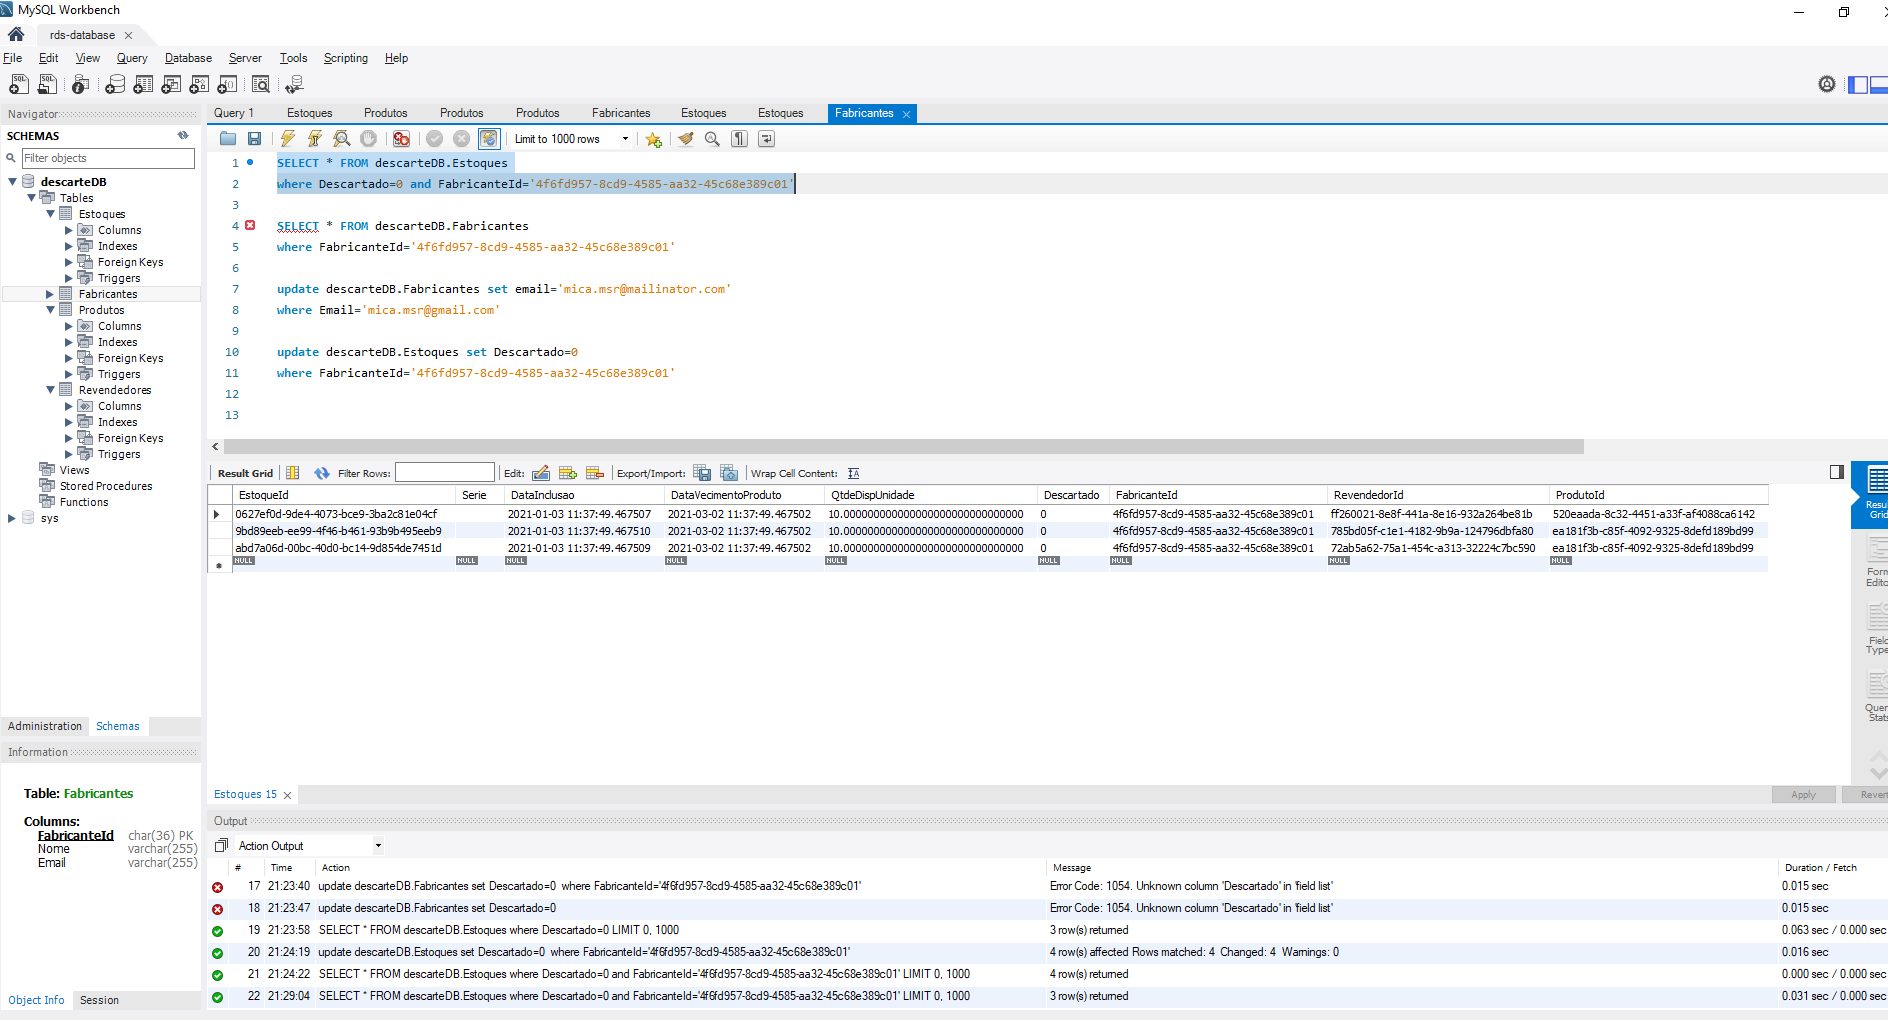 MySQL Workbench
rds-database
File Edit View Query Database Server Tools Scripting Help
Navigator
SCHEMAS
Filter objects
descarteDB
Tables
Estoques
Columns
Indexes
Foreign Keys
Triggers
Fabricantes
Produtos
Columns
Indexes
Foreign Keys
Triggers
Revendedores
Columns
Indexes
Foreign Keys
Triggers
Views
Stored Procedures
Functions
sys
Administration Schemas
Information
Table: Fabricantes
Columns:
FabricanteId char(36) PK
Nome varchar(255)
Email varchar(255)
Object Info Session
Query 1 Estoques Produtos Produtos Produtos Fabricantes Estoques Estoques Fabricantes
Limit to 1000 rows
1 SELECT * FROM descarteDB.Estoques
2 where Descartado=0 and FabricanteId='4f6fd957-8cd9-4585-aa32-45c68e389c01'
3
4 SELECT * FROM descarteDB.Fabricantes
5 where FabricanteId='4f6fd957-8cd9-4585-aa32-45c68e389c01'
6
7 update descarteDB.Fabricantes set email='mica.msr@mailinator.com'
8 where Email='mica.msr@gmail.com'
9
10 update descarteDB.Estoques set Descartado=0
11 where FabricanteId='4f6fd957-8cd9-4585-aa32-45c68e389c01'
12
13
Result Grid Filter Rows: Edit: Export/Import: Wrap Cell Content:
EstoqueId Serie DataInclusao DataVecimentoProduto QtdeDispUnidade Descartado FabricanteId RevendedorId ProdutoId
0627ef0d-9de4-4073-bce9-3ba2c81e04cf 2021-01-03 11:37:49.467507 2021-03-02 11:37:49.467502 10.000000000000000000000000000000 0 4f6fd957-8cd9-4585-aa32-45c68e389c01 ff260021-8e8f-441a-8e16-932a264be81b 520eaada-8c32-4451-a33f-af4088ca6142
9bd89eeb-ee99-4f46-b461-93b9b495eeb9 2021-01-03 11:37:49.467510 2021-03-02 11:37:49.467502 10.000000000000000000000000000000 0 4f6fd957-8cd9-4585-aa32-45c68e389c01 785bd05f-c1e1-4182-9b9a-124796dbfa80 ea181f3b-c85f-4092-9325-8defd189bd99
abd7a06d-00bc-40d0-bc14-9d854de7451d 2021-01-03 11:37:49.467509 2021-03-02 11:37:49.467502 10.000000000000000000000000000000 0 4f6fd957-8cd9-4585-aa32-45c68e389c01 72ab5a62-75a1-454c-a313-32224c7bc590 ea181f3b-c85f-4092-9325-8defd189bd99
NULL NULL NULL NULL NULL NULL NULL NULL NULL
Resu
Grid
Form
Edito
Field
Type
Quer
Stat
Estoques 15
Apply Revert
Output
Action Output
# Time Action Message Duration / Fetch
17 21:23:40 update descarteDB.Fabricantes set Descartado=0 where FabricanteId='4f6fd957-8cd9-4585-aa32-45c68e389c01' Error Code: 1054. Unknown column 'Descartado' in 'field list' 0.015 sec
18 21:23:47 update descarteDB.Fabricantes set Descartado=0 Error Code: 1054. Unknown column 'Descartado' in 'field list' 0.015 sec
19 21:23:58 SELECT * FROM descarteDB.Estoques where Descartado=0 LIMIT 0, 1000 3 row(s) returned 0.063 sec / 0.000 sec
20 21:24:19 update descarteDB.Estoques set Descartado=0 where FabricanteId='4f6fd957-8cd9-4585-aa32-45c68e389c01' 4 row(s) affected Rows matched: 4 Changed: 4 Warnings: 0 0.016 sec
21 21:24:22 SELECT * FROM descarteDB.Estoques where Descartado=0 and FabricanteId='4f6fd957-8cd9-4585-aa32-45c68e389c01' LIMIT 0, 1000 4 row(s) returned 0.000 sec / 0.000 sec
22 21:29:04 SELECT * FROM descarteDB.Estoques where Descartado=0 and FabricanteId='4f6fd957-8cd9-4585-aa32-45c68e389c01' LIMIT 0, 1000 3 row(s) returned 0.031 sec / 0.000 sec